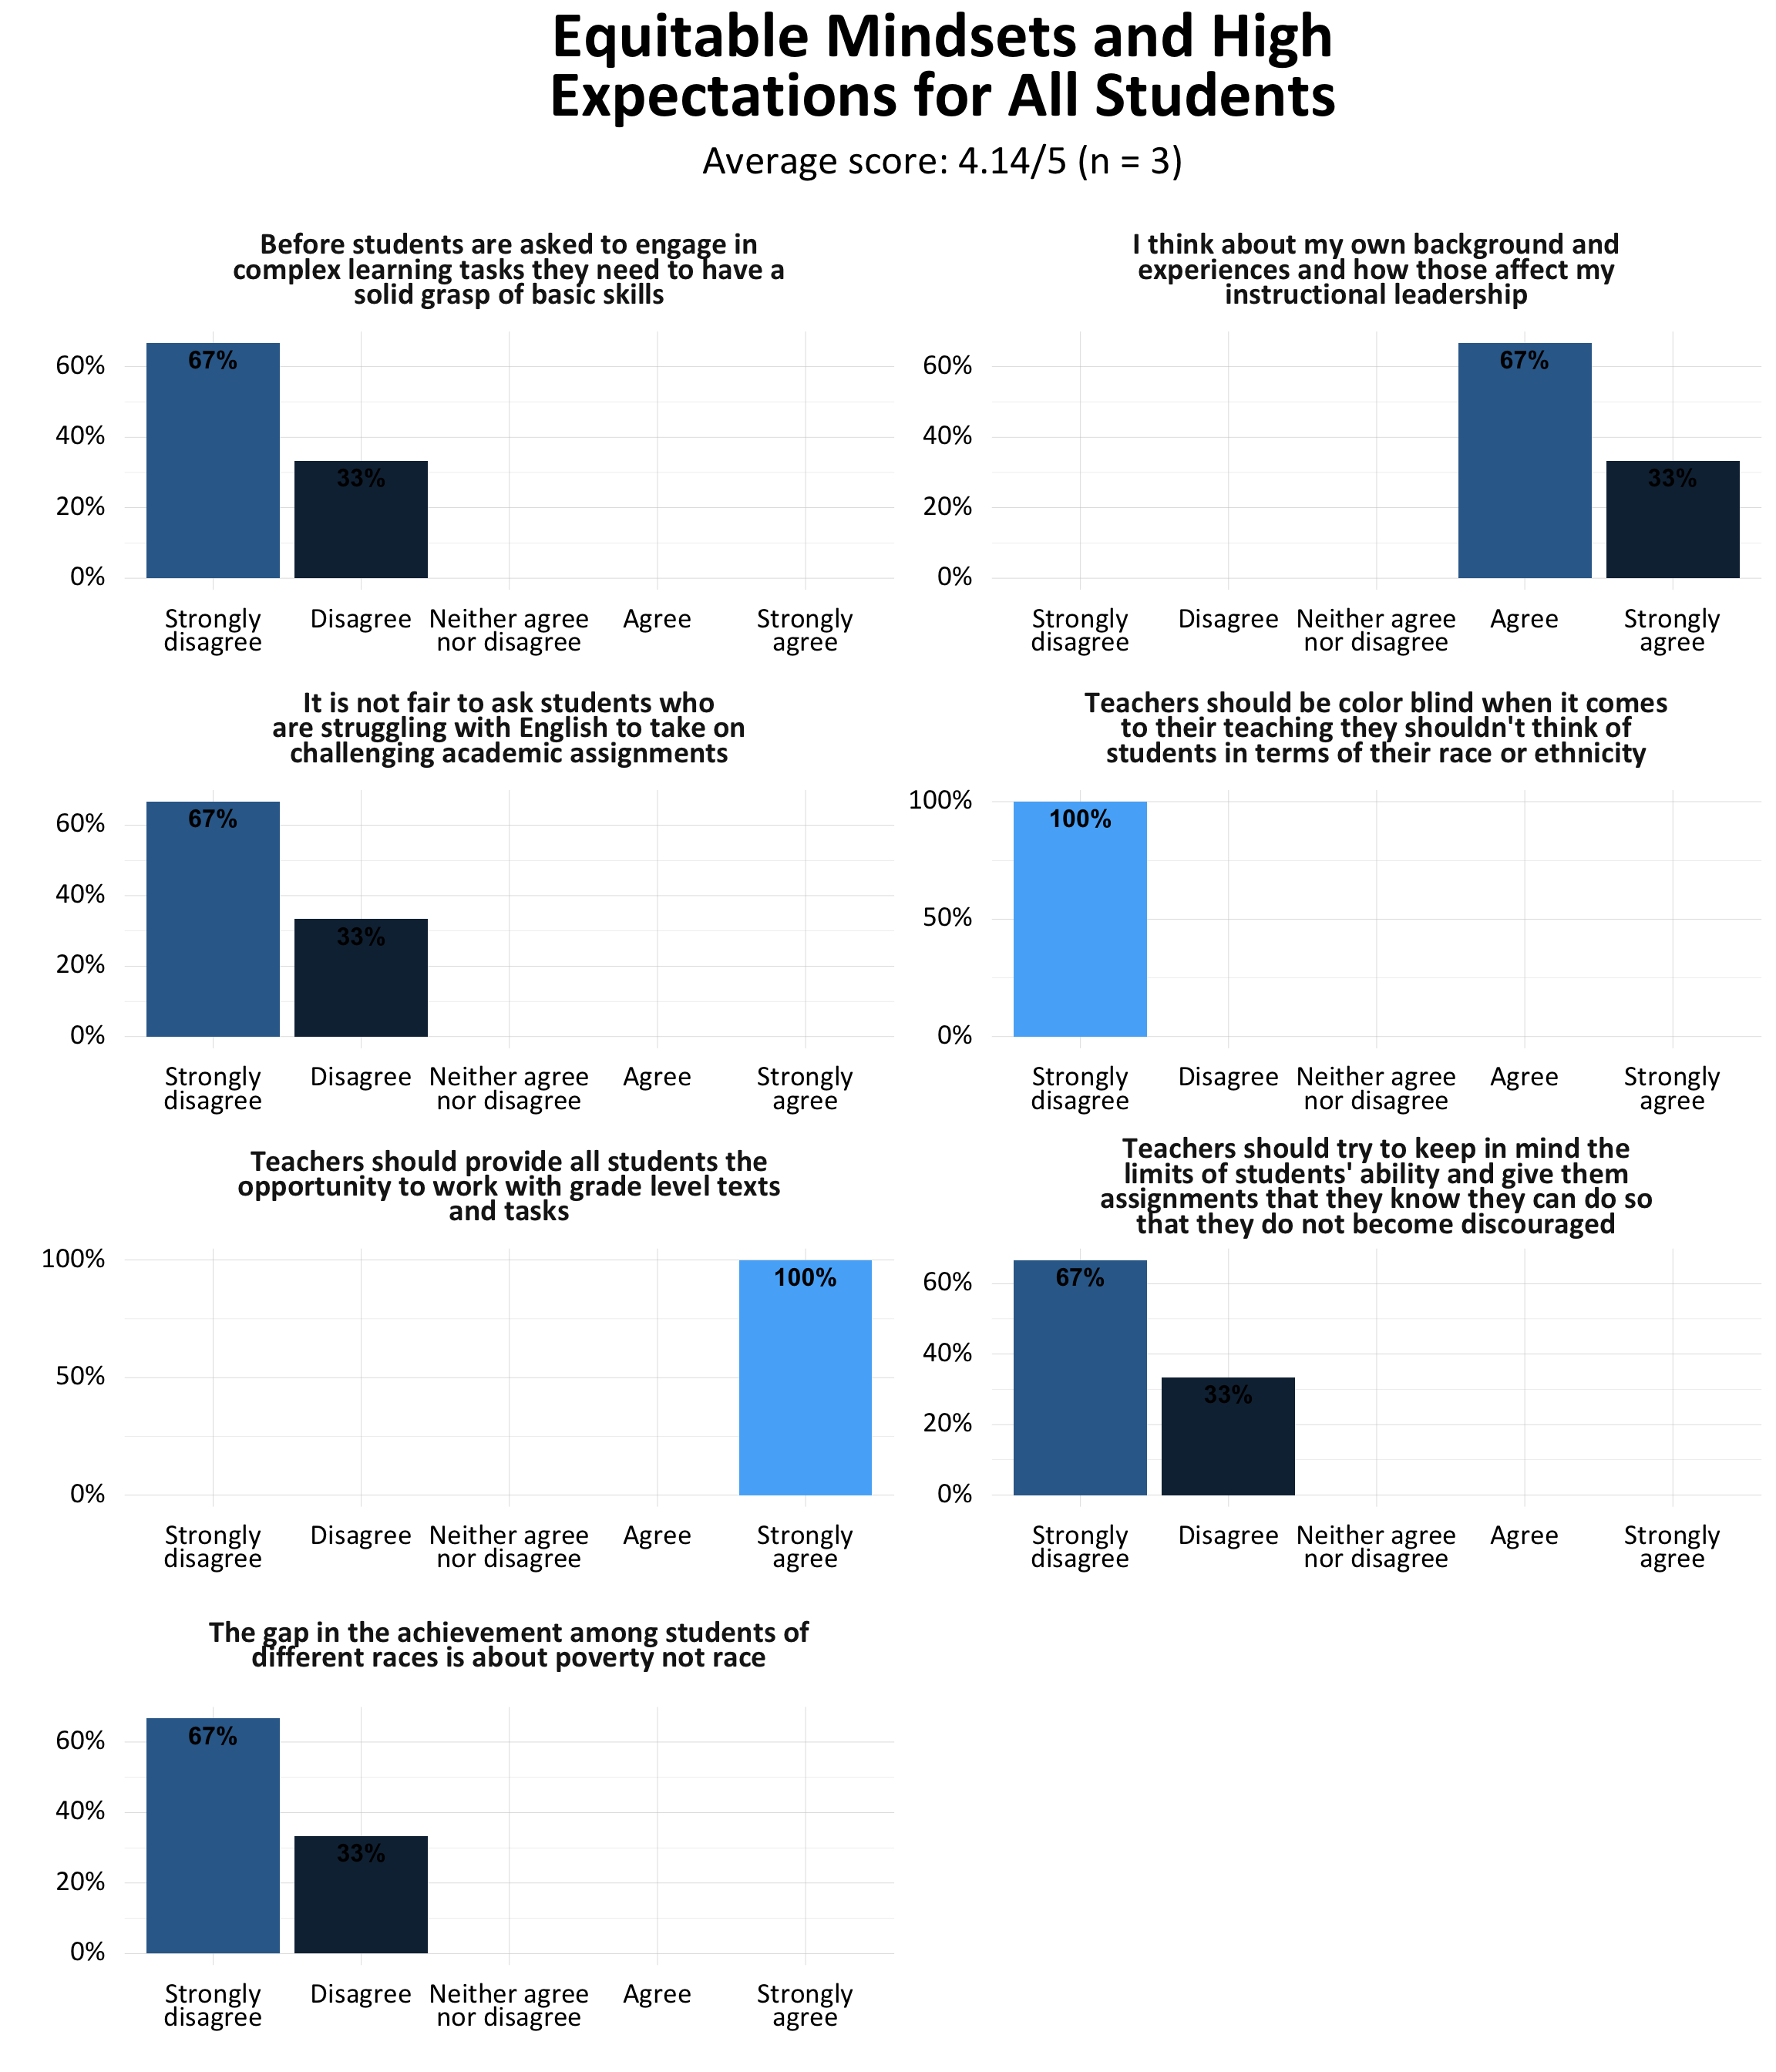 Equitable Mindsets and High
Expectations for All Students
Average score: 4.14/5 (n = 3)
Before students are asked to engage in
complex learning tasks they need to have a
solid grasp of basic skills
60%
40%
20%
0%
67%
33%
Strongly disagree
Disagree
Neither agree nor disagree
Agree
Strongly agree
I think about my own background and
experiences and how those affect my
instructional leadership
60%
40%
20%
0%
67%
33%
Strongly disagree
Disagree
Neither agree nor disagree
Agree
Strongly agree
It is not fair to ask students who
are struggling with English to take on
challenging academic assignments
60%
40%
20%
0%
67%
33%
Strongly disagree
Disagree
Neither agree nor disagree
Agree
Strongly agree
Teachers should be color blind when it comes
to their teaching they shouldn't think of
students in terms of their race or ethnicity
100%
50%
0%
100%
Strongly disagree
Disagree
Neither agree nor disagree
Agree
Strongly agree
Teachers should provide all students the
opportunity to work with grade level texts
and tasks
100%
50%
0%
100%
Strongly disagree
Disagree
Neither agree nor disagree
Agree
Strongly agree
Teachers should try to keep in mind the
limits of students' ability and give them
assignments that they know they can do so
that they do not become discouraged
60%
40%
20%
0%
67%
33%
Strongly disagree
Disagree
Neither agree nor disagree
Agree
Strongly agree
The gap in the achievement among students of
different races is about poverty not race
60%
40%
20%
0%
67%
33%
Strongly disagree
Disagree
Neither agree nor disagree
Agree
Strongly agree